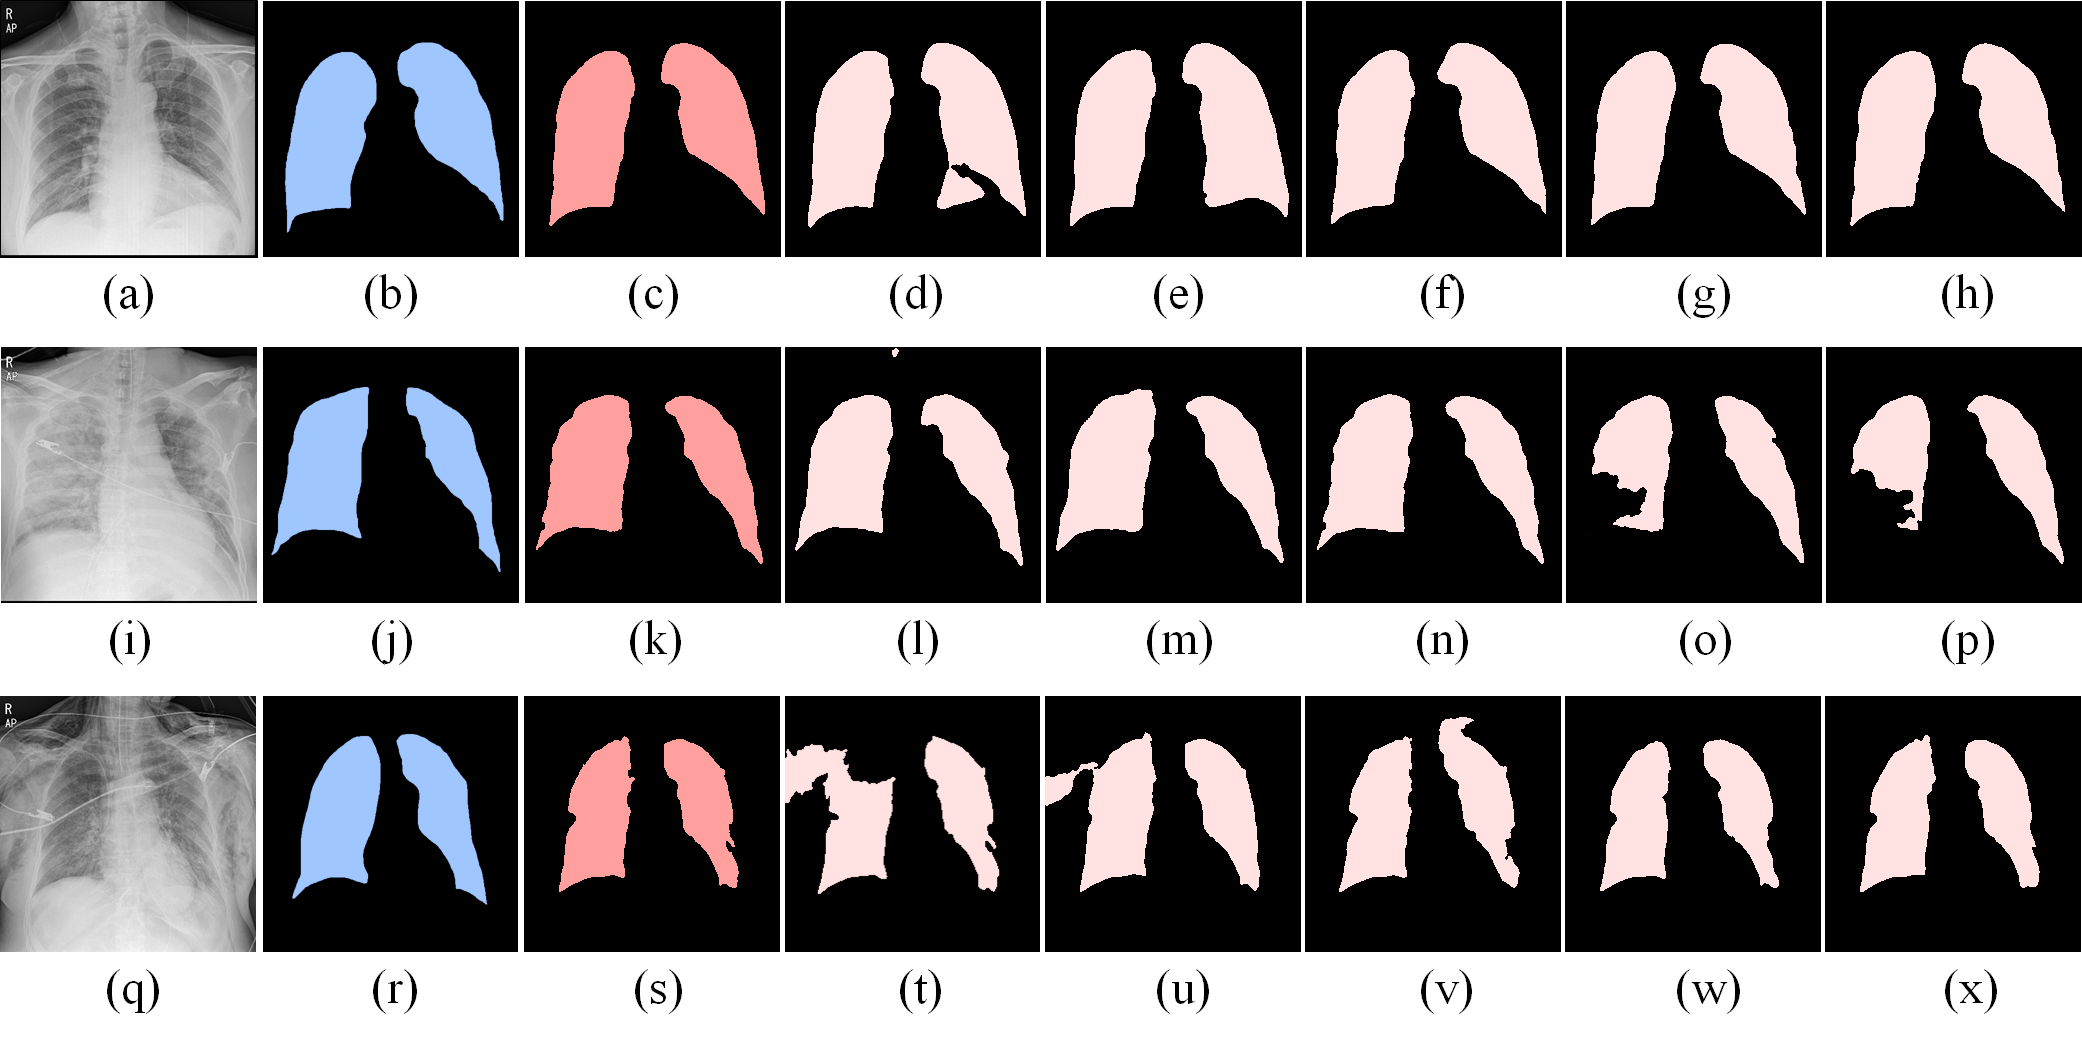 R
AP
(a) (b) (c) (d) (e) (f) (g) (h)
R
AP
(i) (j) (k) (l) (m) (n) (o) (p)
R
AP
(q) (r) (s) (t) (u) (v) (w) (x)